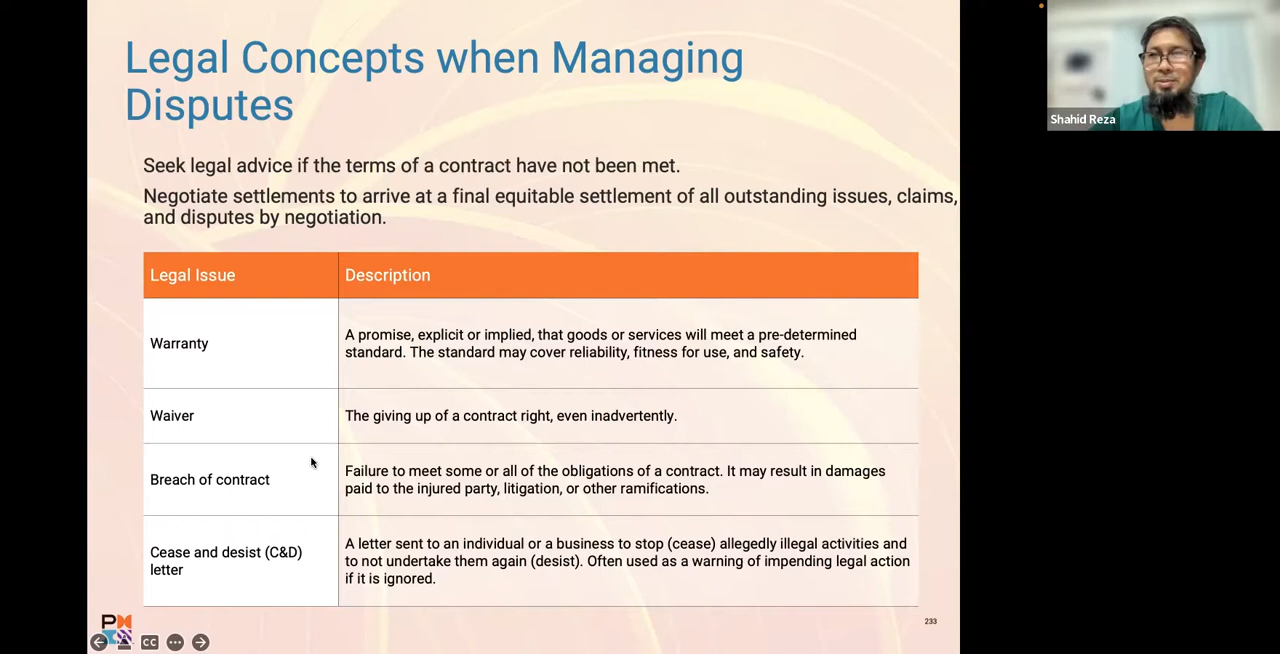 Legal Concepts when Managing
Disputes
Seek legal advice if the terms of a contract have not been met.
Negotiate settlements to arrive at a final equitable settlement of all outstanding issues, claims,
and disputes by negotiation.
Legal Issue
Description
Warranty
A promise, explicit or implied, that goods or services will meet a pre-determined
standard. The standard may cover reliability, fitness for use, and safety.
Waiver
The giving up of a contract right, even inadvertently.
Breach of contract
Failure to meet some or all of the obligations of a contract. It may result in damages
paid to the injured party, litigation, or other ramifications.
Cease and desist (C&D)
letter
A letter sent to an individual or a business to stop (cease) allegedly illegal activities and
to not undertake them again (desist). Often used as a warning of impending legal action
if it is ignored.
233
CC
Shahid Reza